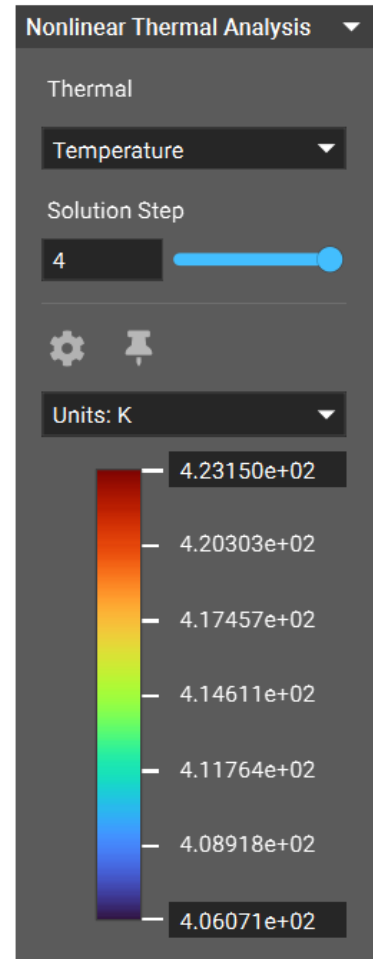 Nonlinear Thermal Analysis
Thermal
Temperature
Solution Step
4
Units: K
4.23150e+02
4.20303e+02
4.17457e+02
4.14611e+02
4.11764e+02
4.08918e+02
4.06071e+02